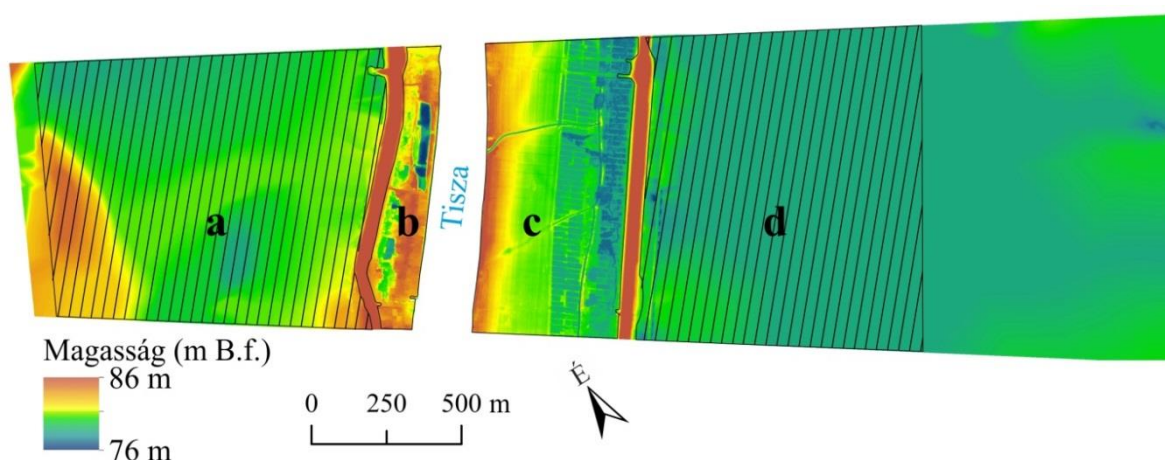 a
b
Tisza
c
d
Magasság (m B.f.)
86 m
76 m
0 250 500 m
É